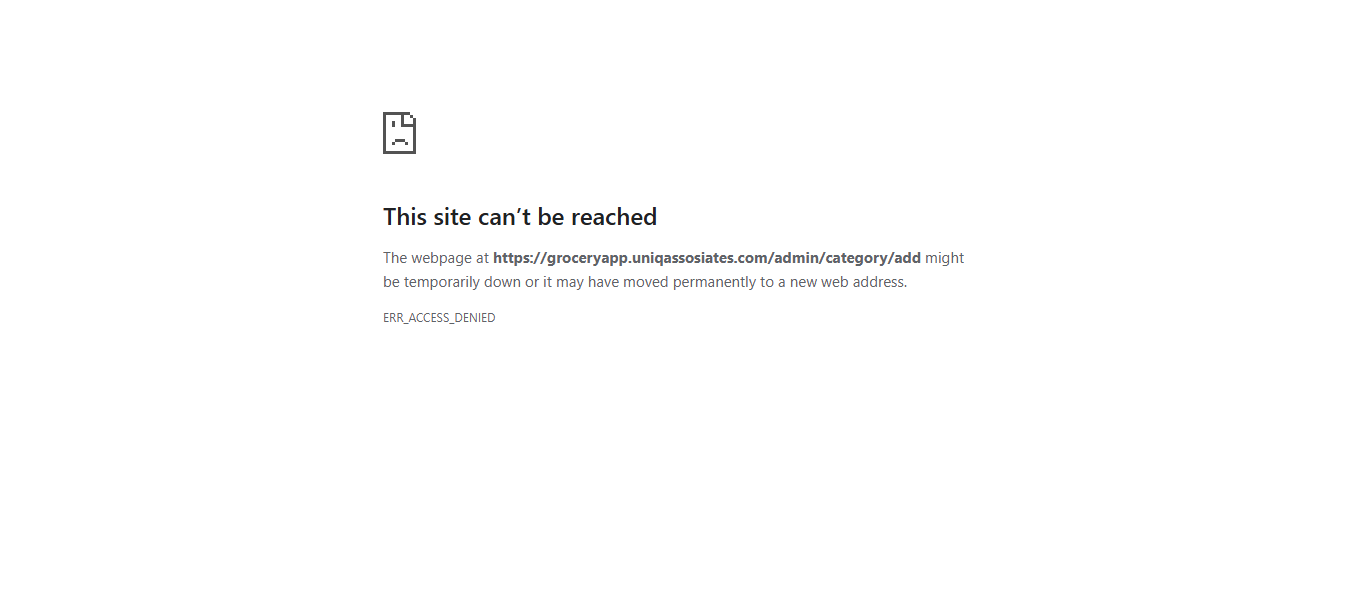 This site can’t be reached
The webpage at https://groceryapp.uniqassosiates.com/admin/category/add might
be temporarily down or it may have moved permanently to a new web address.
ERR_ACCESS_DENIED